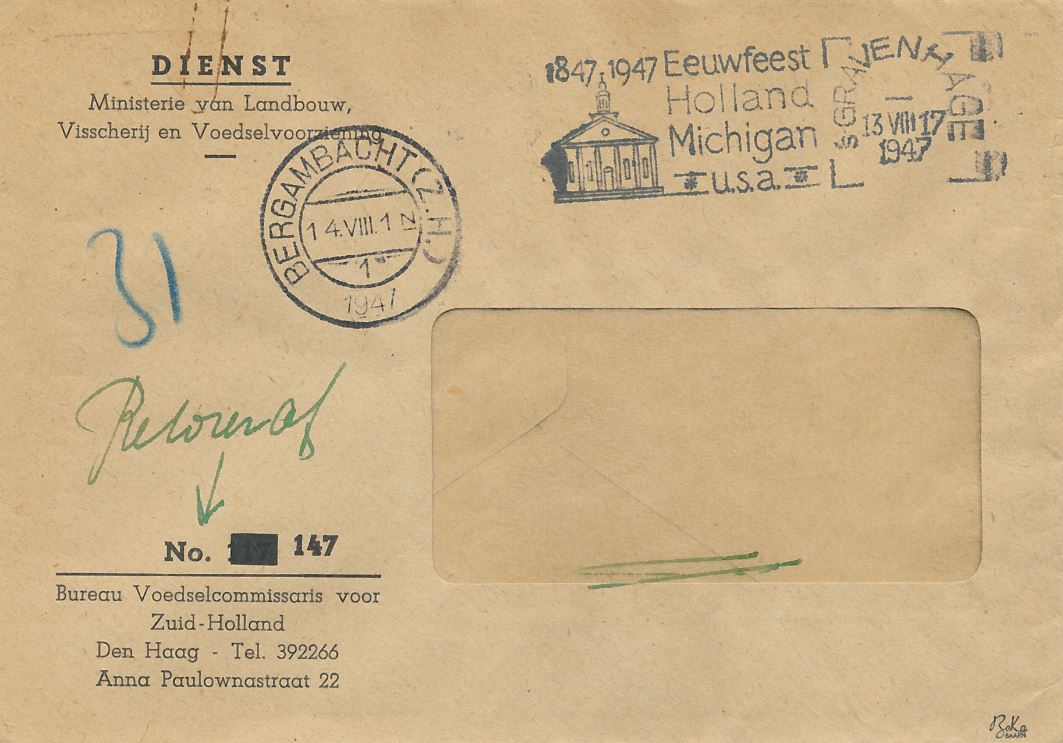 DIENST
Ministerie van Landbouw,
Visscherij en Voedselvoorziening
1847 1947 Eeuwfeest
Holland
Michigan
u.s.a.
'sGRAVENHAGE
13 VIII 17
1947
BERGAMBACHT (Z.H.)
14.VIII.1 N
1
1947
31
Retour af
No. 147
Bureau Voedselcommissaris voor
Zuid-Holland
Den Haag - Tel. 392266
Anna Paulownastraat 22
BeKa
BAARN